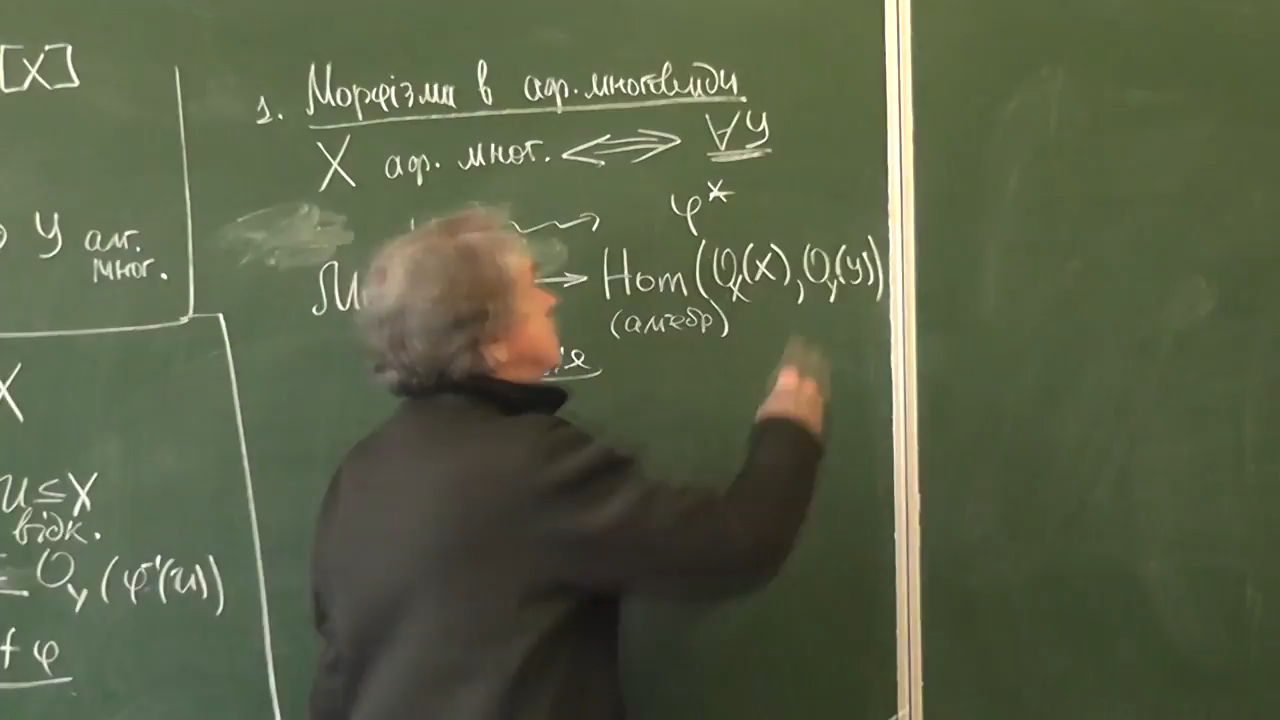 [X]
У алг.
мног.
X
U ⊆ X
відк.
= O_Y(φ⁻¹(U))
f φ
1. Морфізми в аф. многовиди
X аф. мног. ⟺ ∀Y
φ*
→ Hom(O_X(X), O_Y(Y))
(алгебр)